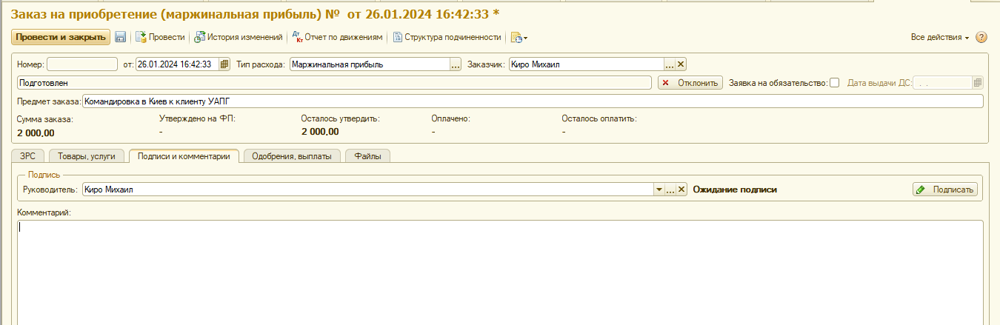 Заказ на приобретение (маржинальная прибыль) № от 26.01.2024 16:42:33 *
Провести и закрыть Провести История изменений Дт Кт Отчет по движениям Структура подчиненности Все действия ?
Номер: от: 26.01.2024 16:42:33 Тип расхода: Маржинальная прибыль ... Заказчик: Киро Михаил ...
Подготовлен Отклонить Заявка на обязательство: Дата выдачи ДС: . .
Предмет заказа: Командировка в Киев к клиенту УАПГ
Сумма заказа: Утверждено на ФП: Осталось утвердить: Оплачено: Осталось оплатить:
2 000,00 - 2 000,00 - -
ЗРС Товары, услуги Подписи и комментарии Одобрения, выплаты Файлы
Подпись
Руководитель: Киро Михаил ... Ожидание подписи Подписать
Комментарий: